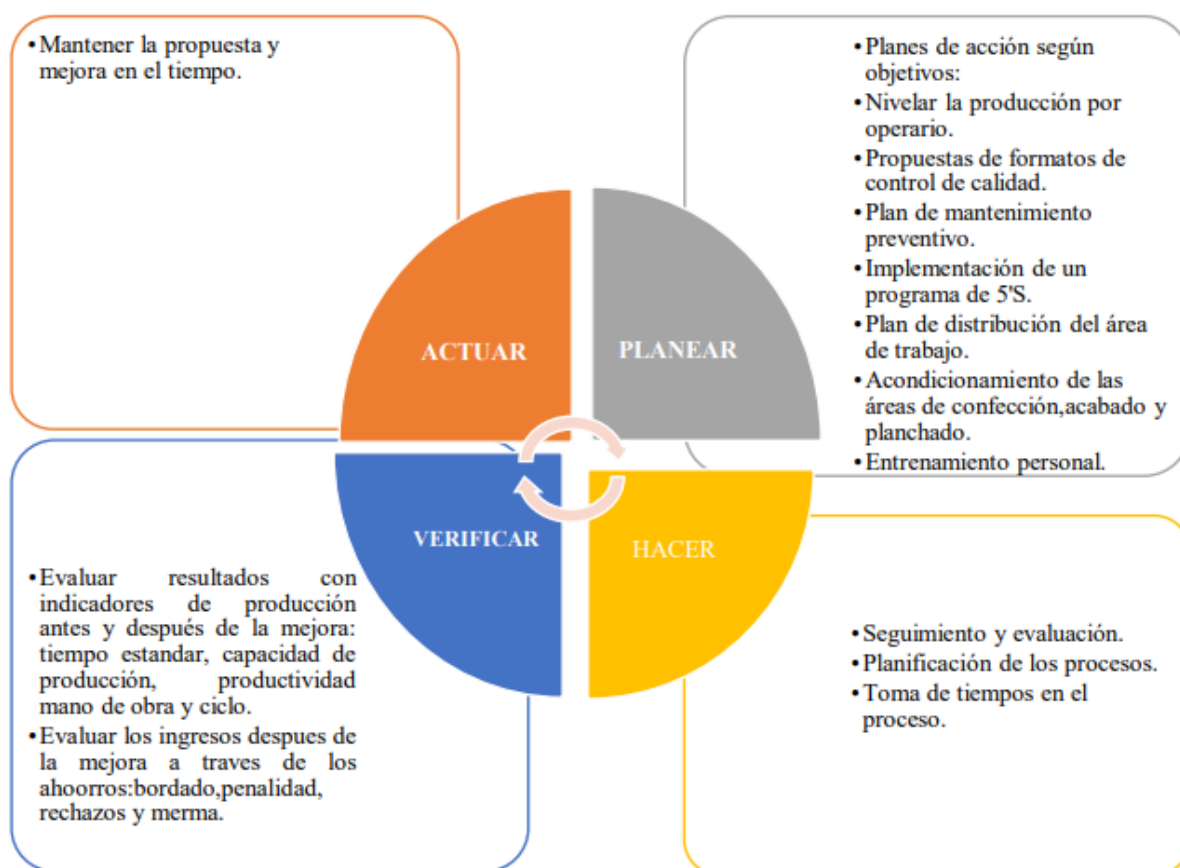 •Mantener la propuesta y
mejora en el tiempo.
•Planes de acción según
objetivos:
•Nivelar la producción por
operario.
•Propuestas de formatos de
control de calidad.
•Plan de mantenimiento
preventivo.
•Implementación de un
programa de 5'S.
•Plan de distribución del área
de trabajo.
•Acondicionamiento de las
áreas de confección,acabado y
planchado.
•Entrenamiento personal.
ACTUAR
PLANEAR
VERIFICAR
HACER
•Evaluar resultados con
indicadores de producción
antes y después de la mejora:
tiempo estandar, capacidad de
producción, productividad
mano de obra y ciclo.
•Evaluar los ingresos despues de
la mejora a traves de los
ahoorros:bordado,penalidad,
rechazos y merma.
•Seguimiento y evaluación.
•Planificación de los procesos.
•Toma de tiempos en el
proceso.